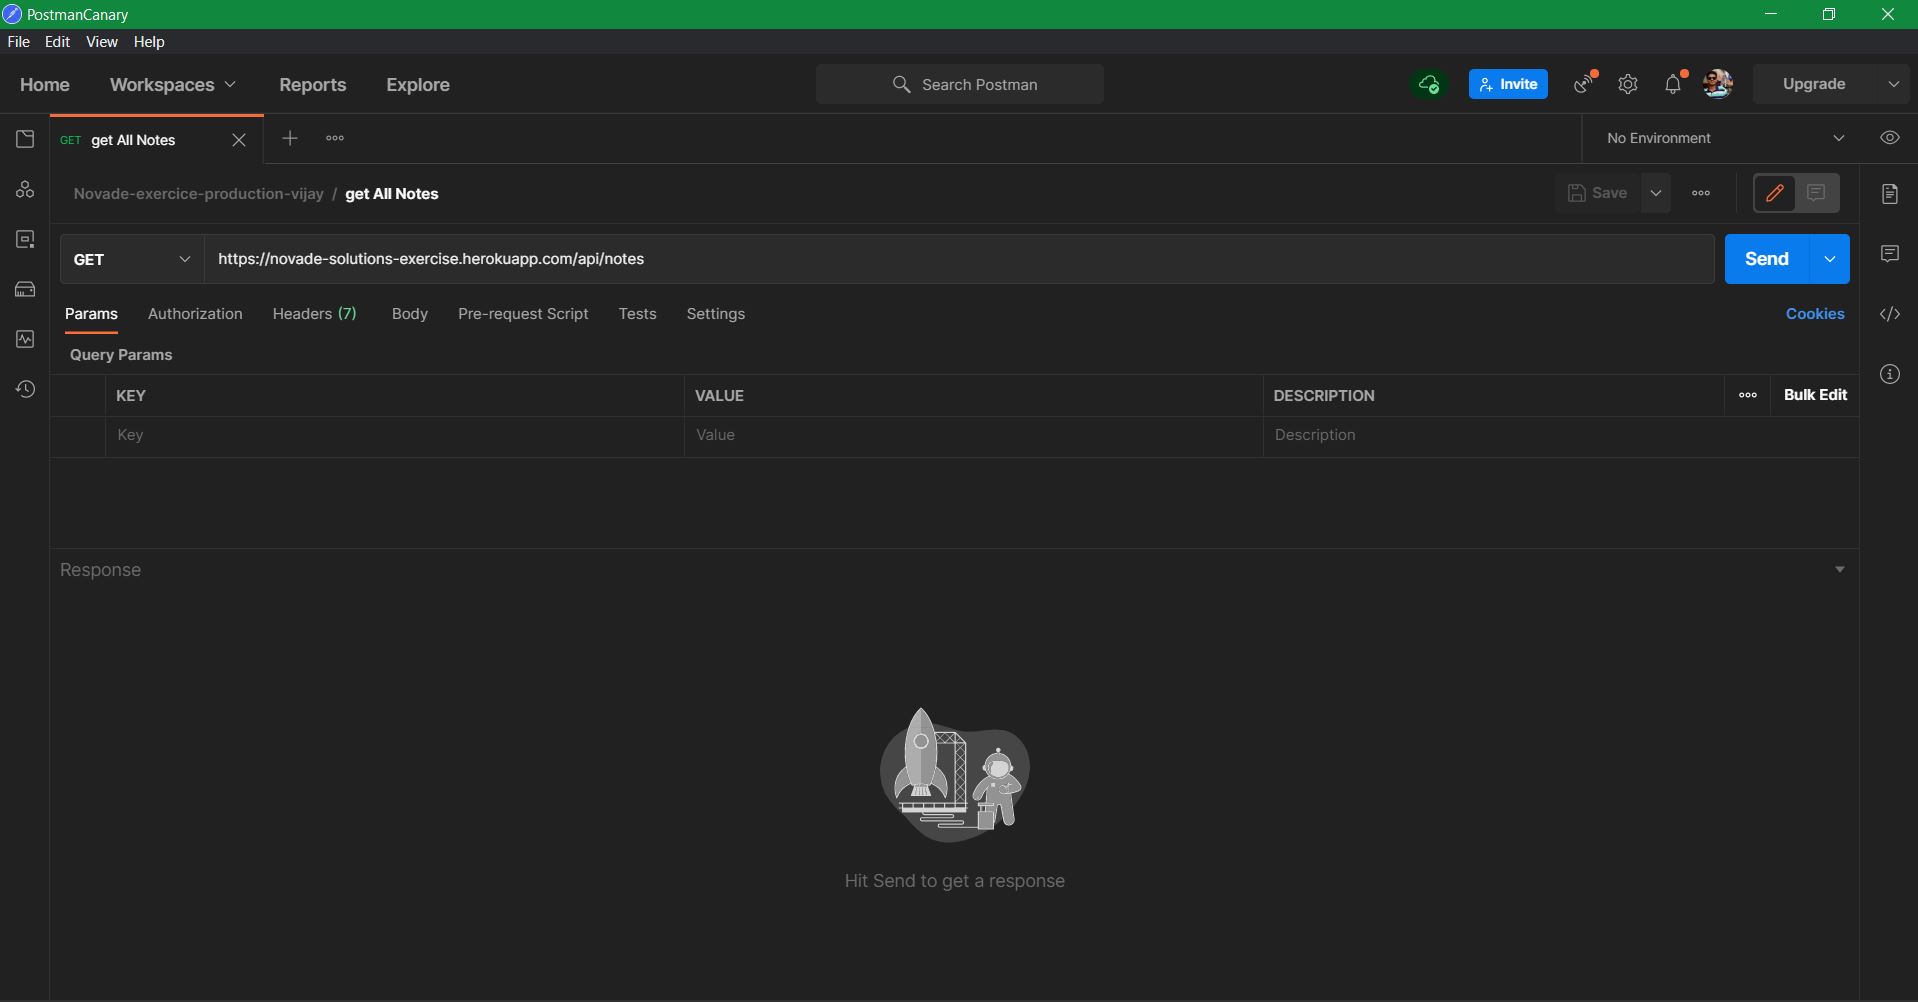 PostmanCanary
File Edit View Help
Home Workspaces Reports Explore Search Postman Invite Upgrade
GET get All Notes No Environment
Novade-exercice-production-vijay / get All Notes Save
GET https://novade-solutions-exercise.herokuapp.com/api/notes Send
Params Authorization Headers (7) Body Pre-request Script Tests Settings Cookies
Query Params
KEY VALUE DESCRIPTION Bulk Edit
Key Value Description
Response
Hit Send to get a response